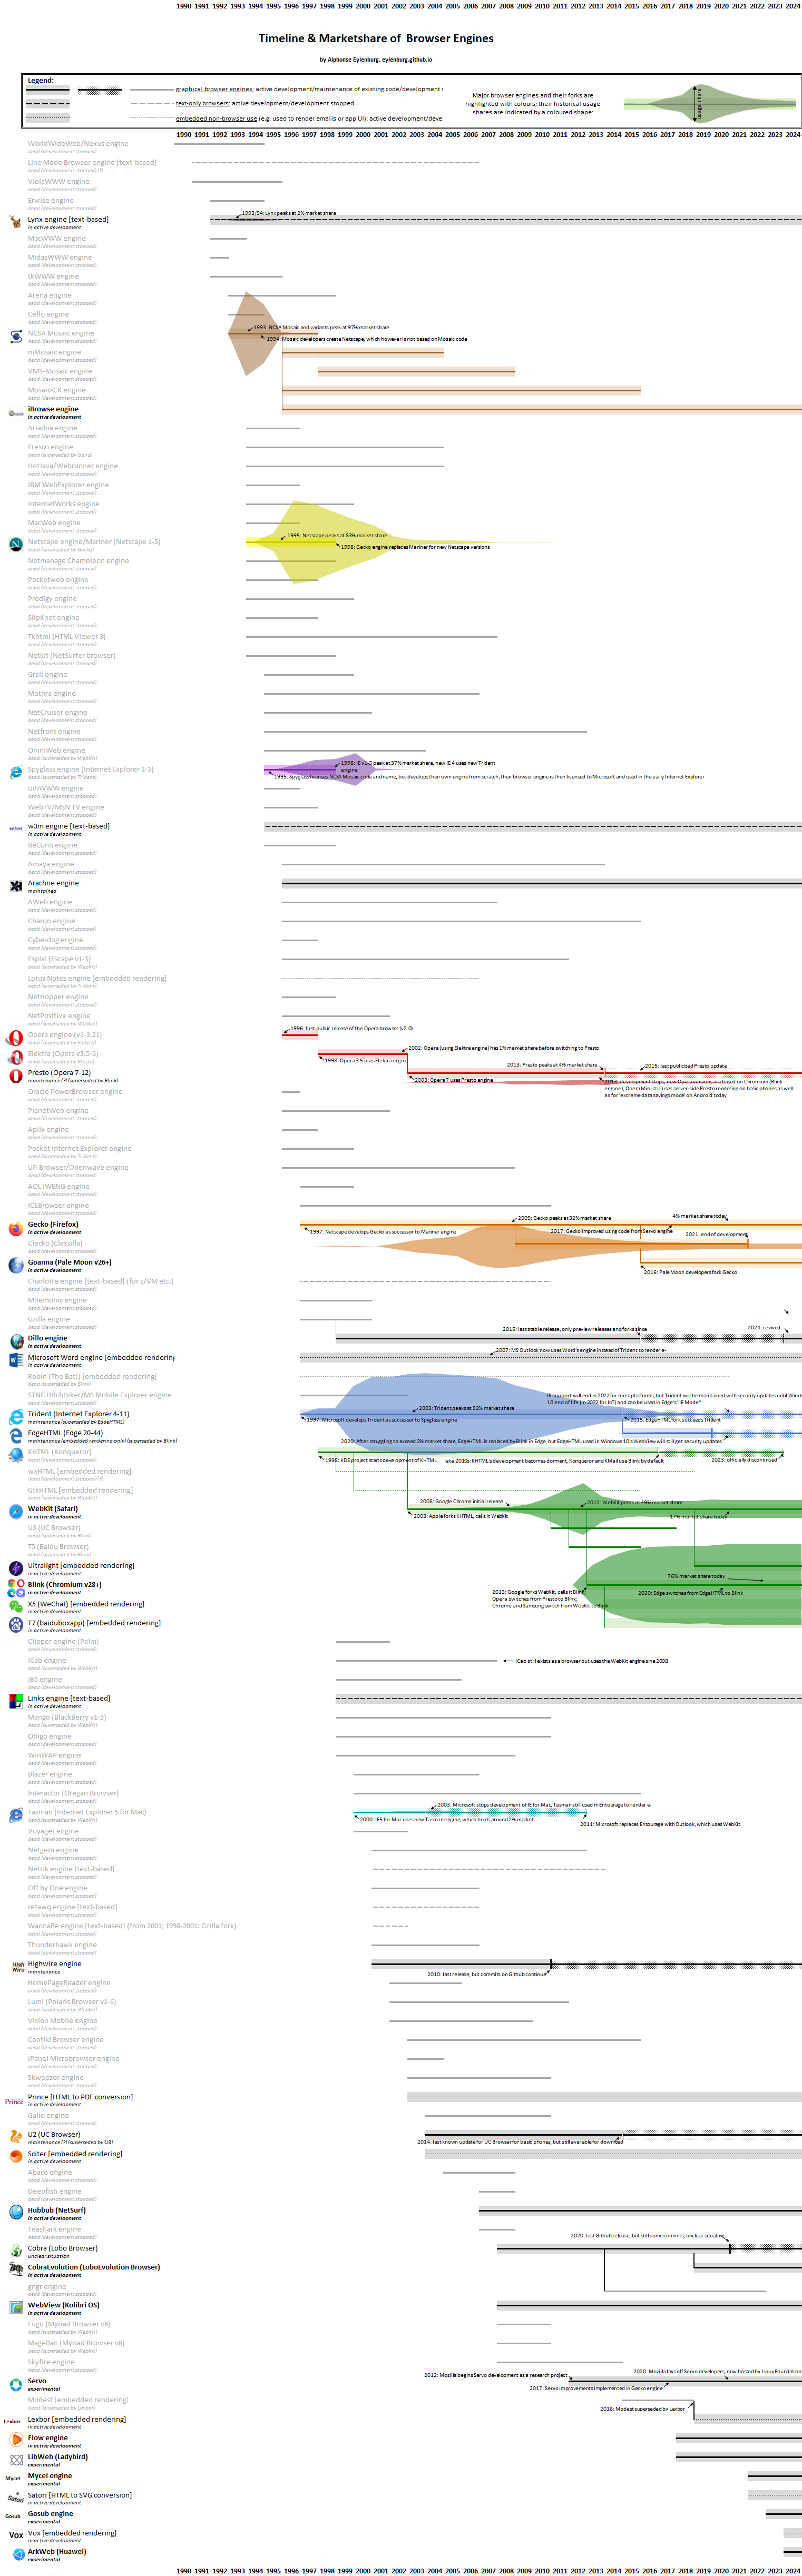 1990 1991 1992 1993 1994 1995 1996 1997 1998 1999 2000 2001 2002 2003 2004 2005 2006 2007 2008 2009 2010 2011 2012 2013 2014 2015 2016 2017 2018 2019 2020 2021 2022 2023 2024
Timeline & Marketshare of Browser Engines
by Alphonse Eylenburg, eylenburg.github.io
Legend:
graphical browser engines: active development/maintenance of existing code/development s
text-only browsers: active development/development stopped
embedded non-browser use (e.g. used to render emails or app UI): active development/deve
Major browser engines and their forks are
highlighted with colours; their historical usage
shares are indicated by a coloured shape:
usage share
1990 1991 1992 1993 1994 1995 1996 1997 1998 1999 2000 2001 2002 2003 2004 2005 2006 2007 2008 2009 2010 2011 2012 2013 2014 2015 2016 2017 2018 2019 2020 2021 2022 2023 2024
WorldWideWeb/Nexus engine
dead (development stopped)
Line Mode Browser engine [text-based]
dead (development stopped) (?)
ViolaWWW engine
dead (development stopped)
Erwise engine
dead (development stopped)
Lynx engine [text-based]
in active development
1993/94: Lynx peaks at 2% market share
MacWWW engine
dead (development stopped)
MidasWWW engine
dead (development stopped)
tkWWW engine
dead (development stopped)
Arena engine
dead (development stopped)
Cello engine
dead (development stopped)
NCSA Mosaic engine
dead (development stopped)
1993: NCSA Mosaic and variants peak at 97% market share
1994: Mosaic developers create Netscape, which however is not based on Mosaic code
mMosaic engine
dead (development stopped)
VMS-Mosaic engine
dead (development stopped)
Mosaic-CK engine
dead (development stopped)
iBrowse engine
in active development
Ariadna engine
dead (development stopped)
Fresco engine
dead (superseded by Galio)
HotJava/Webrunner engine
dead (development stopped)
IBM WebExplorer engine
dead (development stopped)
InternetWorks engine
dead (development stopped)
MacWeb engine
dead (development stopped)
Netscape engine/Mariner (Netscape 1-5)
dead (superseded by Gecko)
1995: Netscape peaks at 83% market share
1998: Gecko engine replaces Mariner for new Netscape versions
Netmanage Chameleon engine
dead (development stopped)
Pocketweb engine
dead (development stopped)
Prodigy engine
dead (development stopped)
SlipKnot engine
dead (development stopped)
Tkhtml (HTML Viewer 3)
dead (development stopped)
Netkit (NetSurfer browser)
dead (development stopped)
Grail engine
dead (development stopped)
Mothra engine
dead (development stopped)
NetCruiser engine
dead (development stopped)
Netfront engine
dead (development stopped)
OmniWeb engine
dead (superseded by WebKit)
Spyglass engine (Internet Explorer 1-3)
dead (superseded by Trident)
1998: IE v1-3 peak at 37% market share, new IE 4 uses new Trident
engine
1995: Spyglass licenses NCSA Mosaic code and name, but develops their own engine from scratch; their browser engine is then licensed to Microsoft and used in the early Internet Explorer
UdiWWW engine
dead (development stopped)
WebTV/MSN TV engine
dead (development stopped)
w3m
w3m engine [text-based]
in active development
BeConn engine
dead (development stopped)
Amaya engine
dead (development stopped)
Arachne engine
maintained
AWeb engine
dead (development stopped)
Charon engine
dead (development stopped)
Cyberdog engine
dead (development stopped)
Espial (Escape v1-5)
dead (superseded by WebKit)
Lotus Notes engine [embedded rendering]
dead (superseded by Trident)
NetHopper engine
dead (development stopped)
NetPositive engine
dead (superseded by WebKit)
Opera engine (v1-3.21)
dead (superseded by Elektra)
1996: first public release of the Opera browser (v2.0)
Elektra (Opera v3.5-6)
dead (superseded by Presto)
2002: Opera (using Elektra engine) has 1% market share before switching to Presto
1998: Opera 3.5 uses Elektra engine
Presto (Opera 7-12)
maintenance (?) (superseded by Blink)
2013: Presto peaks at 4% market share
2015: last publicized Presto update
2003: Opera 7 uses Presto engine
2013: development stops, new Opera versions are based on Chromium (Blink
engine), Opera Mini still uses server-side Presto rendering on basic phones as well
as for 'extreme data savings mode' on Android today
Oracle PowerBrowser engine
dead (development stopped)
PlanetWeb engine
dead (development stopped)
Aplix engine
dead (development stopped)
Pocket Internet Explorer engine
dead (superseded by Trident)
UP.Browser/Openwave engine
dead (development stopped)
AOL IWENG engine
dead (development stopped)
ICEBrowser engine
dead (development stopped)
Gecko (Firefox)
in active development
2009: Gecko peaks at 32% market share
4% market share today
1997: Netscape develops Gecko as successor to Mariner engine
2017: Gecko improved using code from Servo engine
Clecko (Classilla)
dead (development stopped)
2021: end of development
Goanna (Pale Moon v26+)
in active development
2016: Pale Moon developers fork Gecko
Charlotte engine [text-based] (for z/VM etc.)
dead (development stopped)
Mnemonic engine
dead (development stopped)
Gzilla engine
dead (development stopped)
Dillo engine
in active development
2015: last stable release, only preview releases and forks since
2024: revived
Microsoft Word engine [embedded rendering
in active development
2007: MS Outlook now uses Word's engine instead of Trident to render e-
Robin (The Bat!) [embedded rendering]
dead (superseded by Blink)
STNC HitchHiker/MS Mobile Explorer engine
dead (development stopped)
Trident (Internet Explorer 4-11)
maintenance (superseded by EdgeHTML)
IE support will end in 2022 for most platforms, but Trident will be maintained with security updates until Windo
10 end of life (in 2032 for IoT) and can be used in Edge's "IE Mode"
2003: Trident peaks at 92% market share
1997: Microsoft develops Trident as successor to Spyglass engine
2015: EdgeHTML fork succeeds Trident
EdgeHTML (Edge 20-44)
maintenance (embedded rendering only) (superseded by Blink)
2020: After struggling to exceed 2% market share, EdgeHTML is replaced by Blink in Edge, but EdgeHTML used in Windows 10's WebView will still get security updates
KHTML (Konqueror)
dead (development stopped)
1998: KDE project starts development of KHTML
late 2010s: KHTML's development becomes dormant, Konqueror and KMail use Blink by default
2023: officially discontinued
wxHTML [embedded rendering]
dead (development stopped) (?)
GtkHTML [embedded rendering]
dead (superseded by WebKit)
WebKit (Safari)
in active development
2008: Google Chrome initial release
2012: WebKit peaks at 49% market share
2003: Apple forks KHTML, calls it WebKit
17% market share today
U3 (UC Browser)
dead (superseded by Blink)
T5 (Baidu Browser)
dead (superseded by Blink)
Ultralight [embedded rendering]
in active development
Blink (Chromium v28+)
in active development
76% market share today
2013: Google forks WebKit, calls it Blink
Opera switches from Presto to Blink;
Chrome and Samsung switch from WebKit to Blink
2020: Edge switches from EdgeHTML to Blink
X5 (WeChat) [embedded rendering]
in active development
T7 (baiduboxapp) [embedded rendering]
in active development
Clipper engine (Palm)
dead (development stopped)
iCab engine
dead (superseded by WebKit)
iCab still exists as a browser but uses the WebKit engine sine 2008
JB5 engine
dead (development stopped)
Links engine [text-based]
in active development
Mango (BlackBerry v1-5)
dead (superseded by WebKit)
Obigo engine
dead (development stopped)
WinWAP engine
dead (development stopped)
Blazer engine
dead (development stopped)
Interactor (Oregan Browser)
dead (development stopped)
Tasman (Internet Explorer 5 for Mac)
dead (superseded by WebKit)
2003: Microsoft stops development of IE for Mac, Tasman still used in Entourage to render e-
2000: IE5 for Mac uses new Tasman engine, which holds around 2% market
2011: Microsoft replaces Entourage with Outlook, which uses WebKit
Voyager engine
dead (development stopped)
Netgem engine
dead (development stopped)
Netrik engine [text-based]
dead (development stopped)
Off by One engine
dead (development stopped)
retawq engine [text-based]
dead (development stopped)
WannaBe engine [text-based] (from 2001; 1998-2001: Gzilla fork)
dead (development stopped)
Thunderhawk engine
dead (development stopped)
High
Wire
Highwire engine
maintenance
2010: last release, but commits on Github continue
HomePageReader engine
dead (development stopped)
Lumi (Polaris Browser v1-6)
dead (superseded by WebKit)
Vision Mobile engine
dead (development stopped)
Contiki Browser engine
dead (development stopped)
iPanel Microbrowser engine
dead (development stopped)
Skweezer engine
dead (development stopped)
Prince
Prince [HTML to PDF conversion]
in active development
Galio engine
dead (development stopped)
U2 (UC Browser)
maintenance (?) (superseded by U3)
2014: last known update for UC Browser for basic phones, but still available for download
Sciter [embedded rendering]
in active development
Abaco engine
dead (development stopped)
Deepfish engine
dead (development stopped)
Hubbub (NetSurf)
in active development
Teashark engine
dead (development stopped)
Cobra (Lobo Browser)
unclear situation
2020: last Github release, but still some commits, unclear situation
CobraEvolution (LoboEvolution Browser)
in active development
gngr engine
dead (development stopped)
WebView (Kolibri OS)
in active development
Fugu (Myriad Browser v6)
dead (superseded by WebKit)
Magellan (Myriad Browser v6)
dead (superseded by WebKit)
Skyfire engine
dead (development stopped)
Servo
experimental
2012: Mozilla begins Servo development as a research project
2020: Mozilla lays off Servo developers, now hosted by Linux Foundation
2017: Servo improvements implemented in Gecko engine
Modest [embedded rendering]
dead (superseded by Lexbor)
2018: Modest superseded by Lexbor
Lexbor
Lexbor [embedded rendering]
in active development
Flow engine
in active development
LibWeb (Ladybird)
experimental
Mycel
Mycel engine
experimental
Satori
Satori [HTML to SVG conversion]
in active development
Gosub
Gosub engine
experimental
Vox
Vox [embedded rendering]
in active development
ArkWeb (Huawei)
experimental
1990 1991 1992 1993 1994 1995 1996 1997 1998 1999 2000 2001 2002 2003 2004 2005 2006 2007 2008 2009 2010 2011 2012 2013 2014 2015 2016 2017 2018 2019 2020 2021 2022 2023 2024